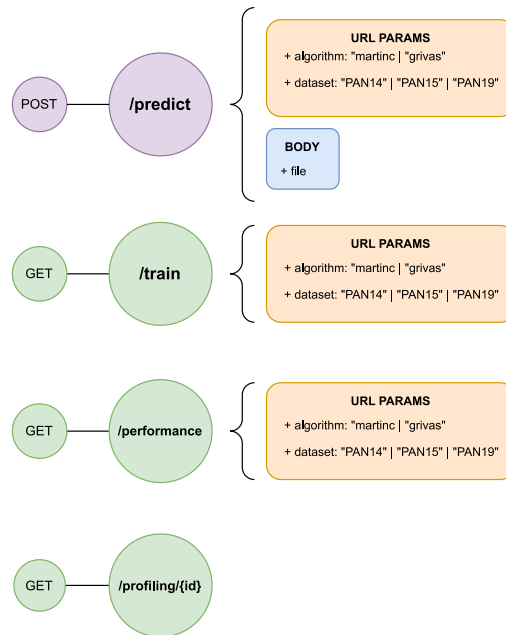 POST
/predict
URL PARAMS
+ algorithm: "martinc | "grivas"
+ dataset: "PAN14" | "PAN15" | "PAN19"
BODY
+ file
GET
/train
URL PARAMS
+ algorithm: "martinc | "grivas"
+ dataset: "PAN14" | "PAN15" | "PAN19"
GET
/performance
URL PARAMS
+ algorithm: "martinc | "grivas"
+ dataset: "PAN14" | "PAN15" | "PAN19"
GET
/profiling/{id}